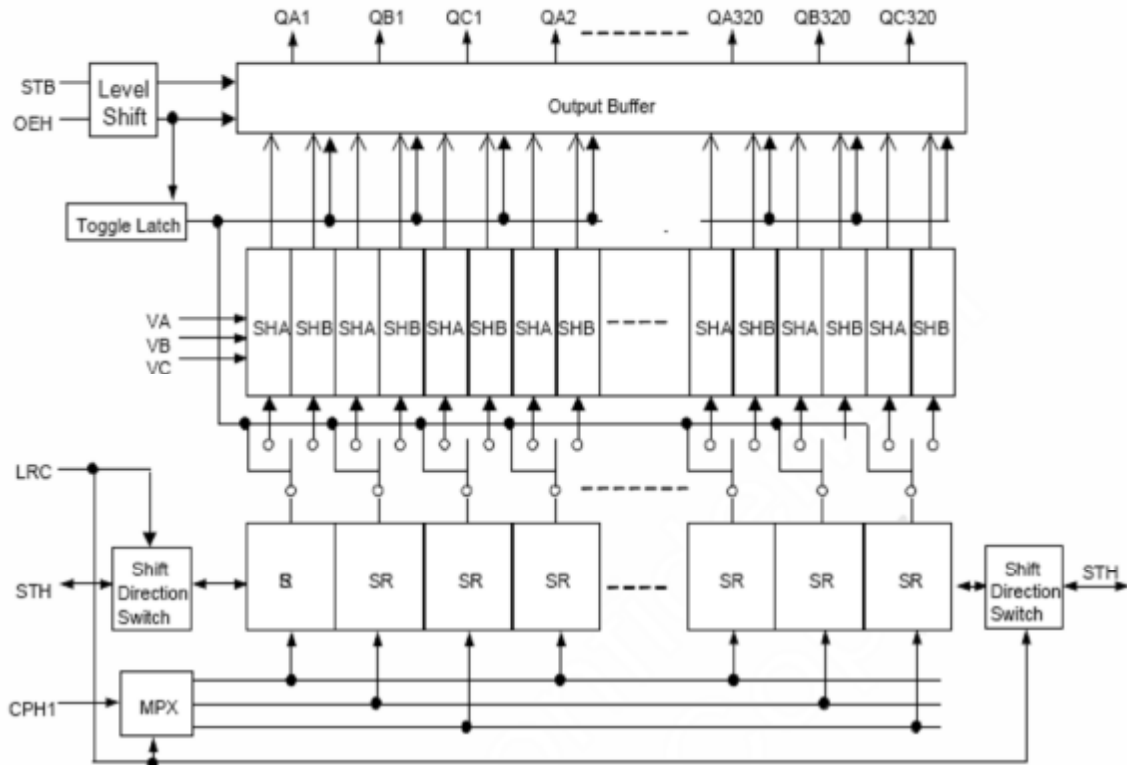 QA1 QB1 QC1 QA2 QA320 QB320 QC320
STB
OEH
Level
Shift
Output Buffer
Toggle Latch
VA
VB
VC
SHA SHB SHA SHB SHA SHB SHA SHB SHA SHB SHA SHB SHA SHB
LRC
STH
Shift
Direction
Switch
SR SR SR SR SR SR
Shift
Direction
Switch
STH
CPH1
MPX